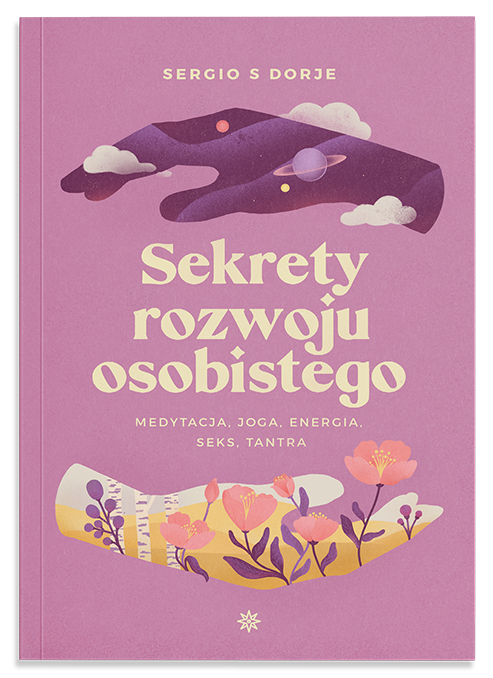 SERGIO S DORJE
Sekrety
rozwoju
osobistego
MEDYTACJA, JOGA, ENERGIA,
SEKS, TANTRA